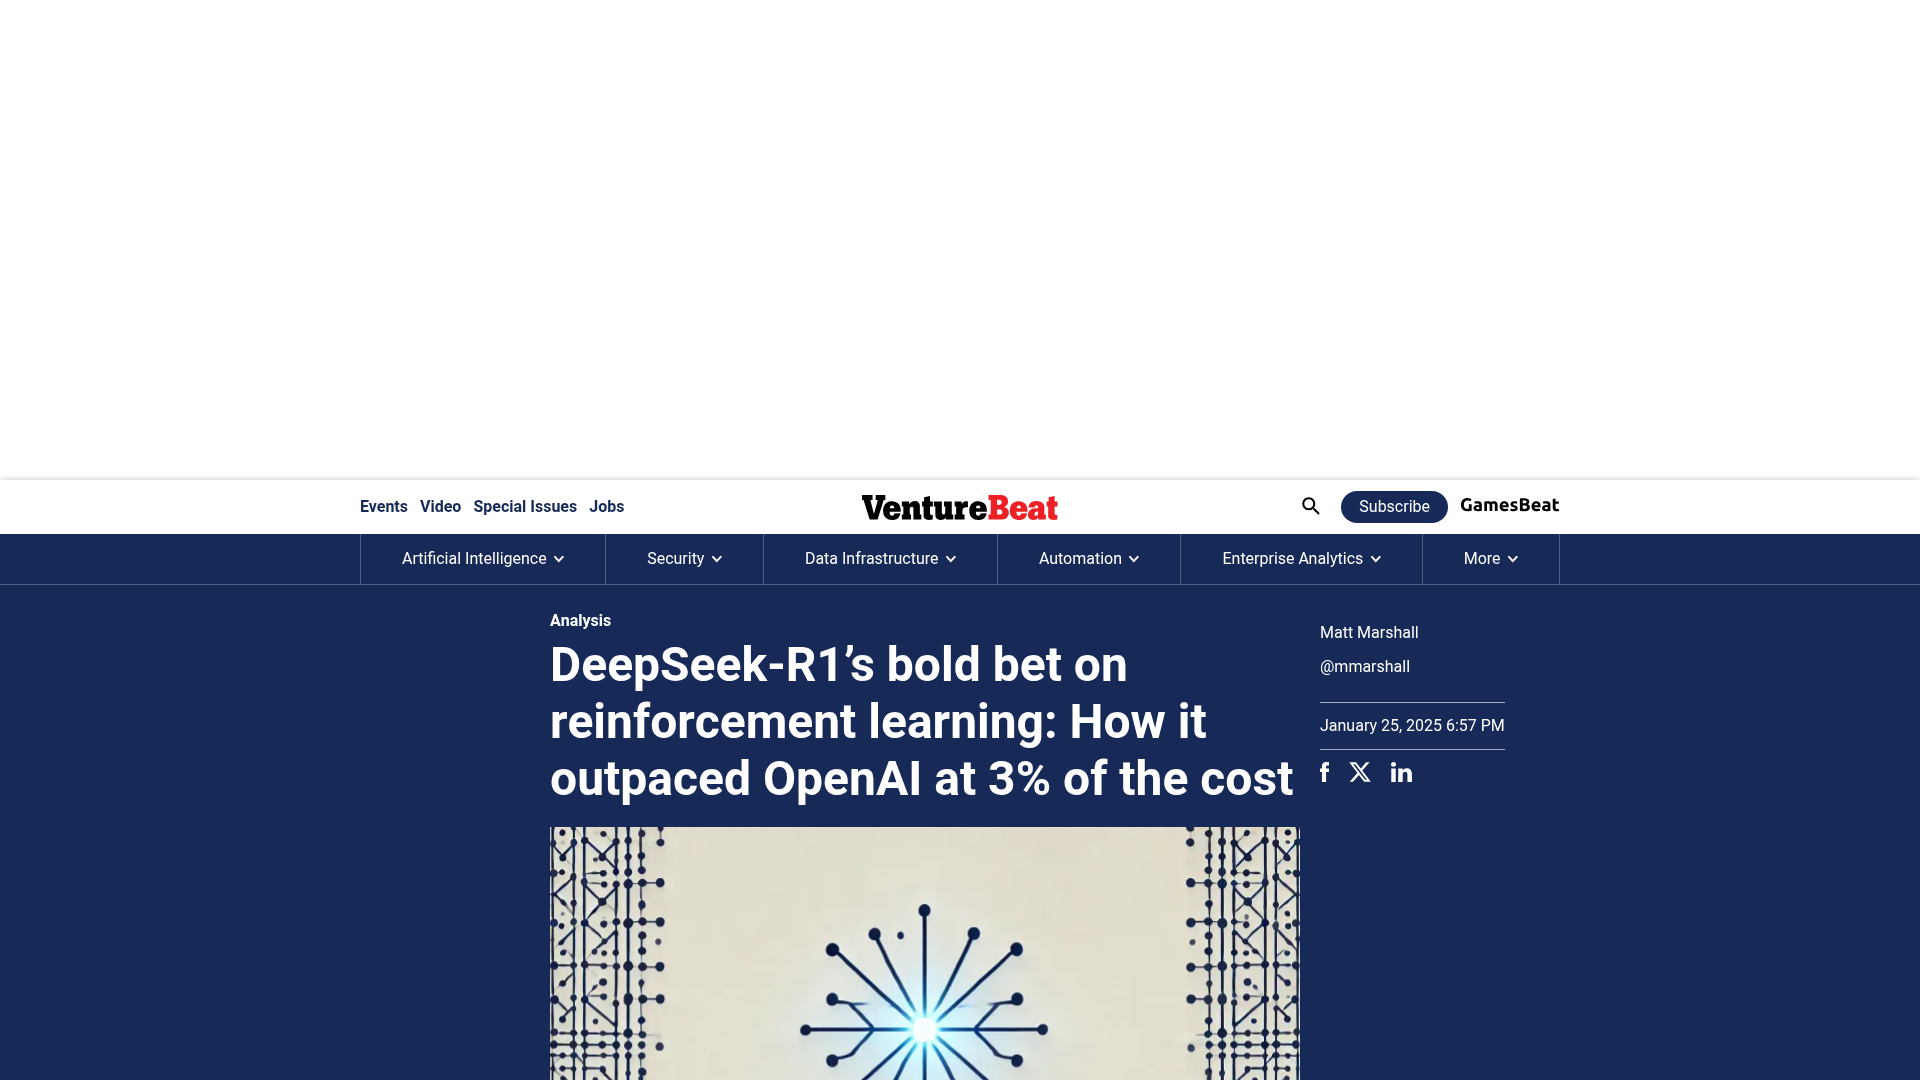 Events Video Special Issues Jobs
VentureBeat
Subscribe
GamesBeat
Artificial Intelligence
Security
Data Infrastructure
Automation
Enterprise Analytics
More
Analysis
DeepSeek-R1’s bold bet on
reinforcement learning: How it
outpaced OpenAI at 3% of the cost
Matt Marshall
@mmarshall
January 25, 2025 6:57 PM